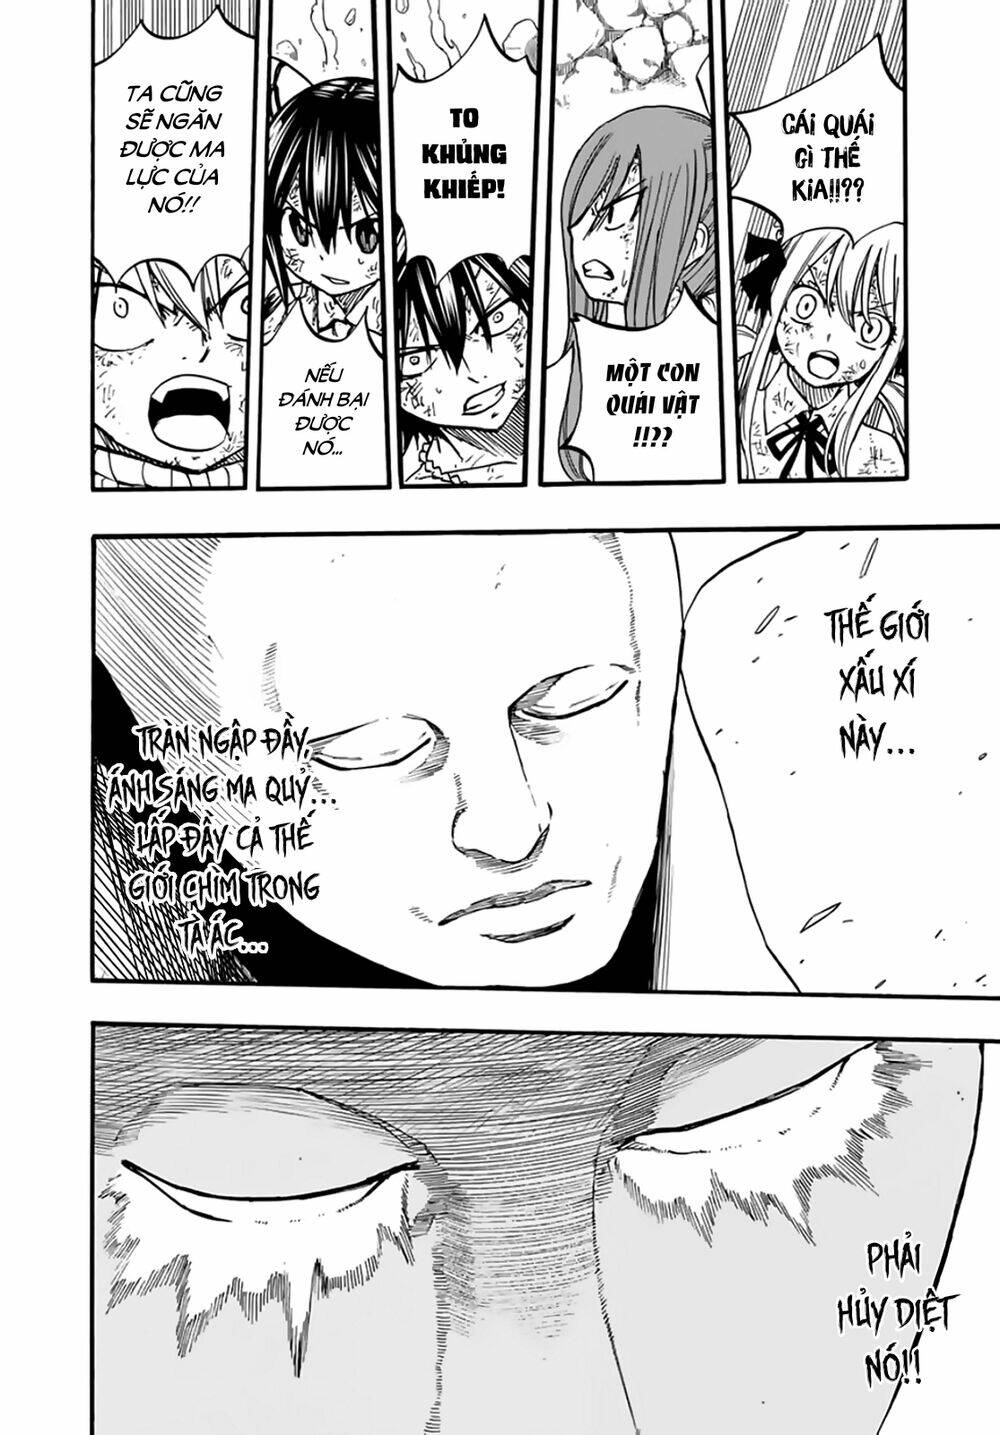 CÁI QUÁI
GÌ THẾ
KIA!!!??
MỘT CON
QUÁI VẬT
!!??
TO
KHỦNG
KHIẾP!
NẾU
ĐÁNH BẠI
ĐƯỢC
NÓ...
TA CŨNG
SẼ NGĂN
ĐƯỢC MA
LỰC CỦA
NÓ!!
THẾ GIỚI
XẤU XÍ
NÀY...
TRÀN NGẬP ĐẦY,
ÁNH SÁNG MA QUỶ...
LẤP ĐẦY CẢ THẾ
GIỚI CHÌM TRONG
TÀ ÁC...
PHẢI
HỦY DIỆT
NÓ!!